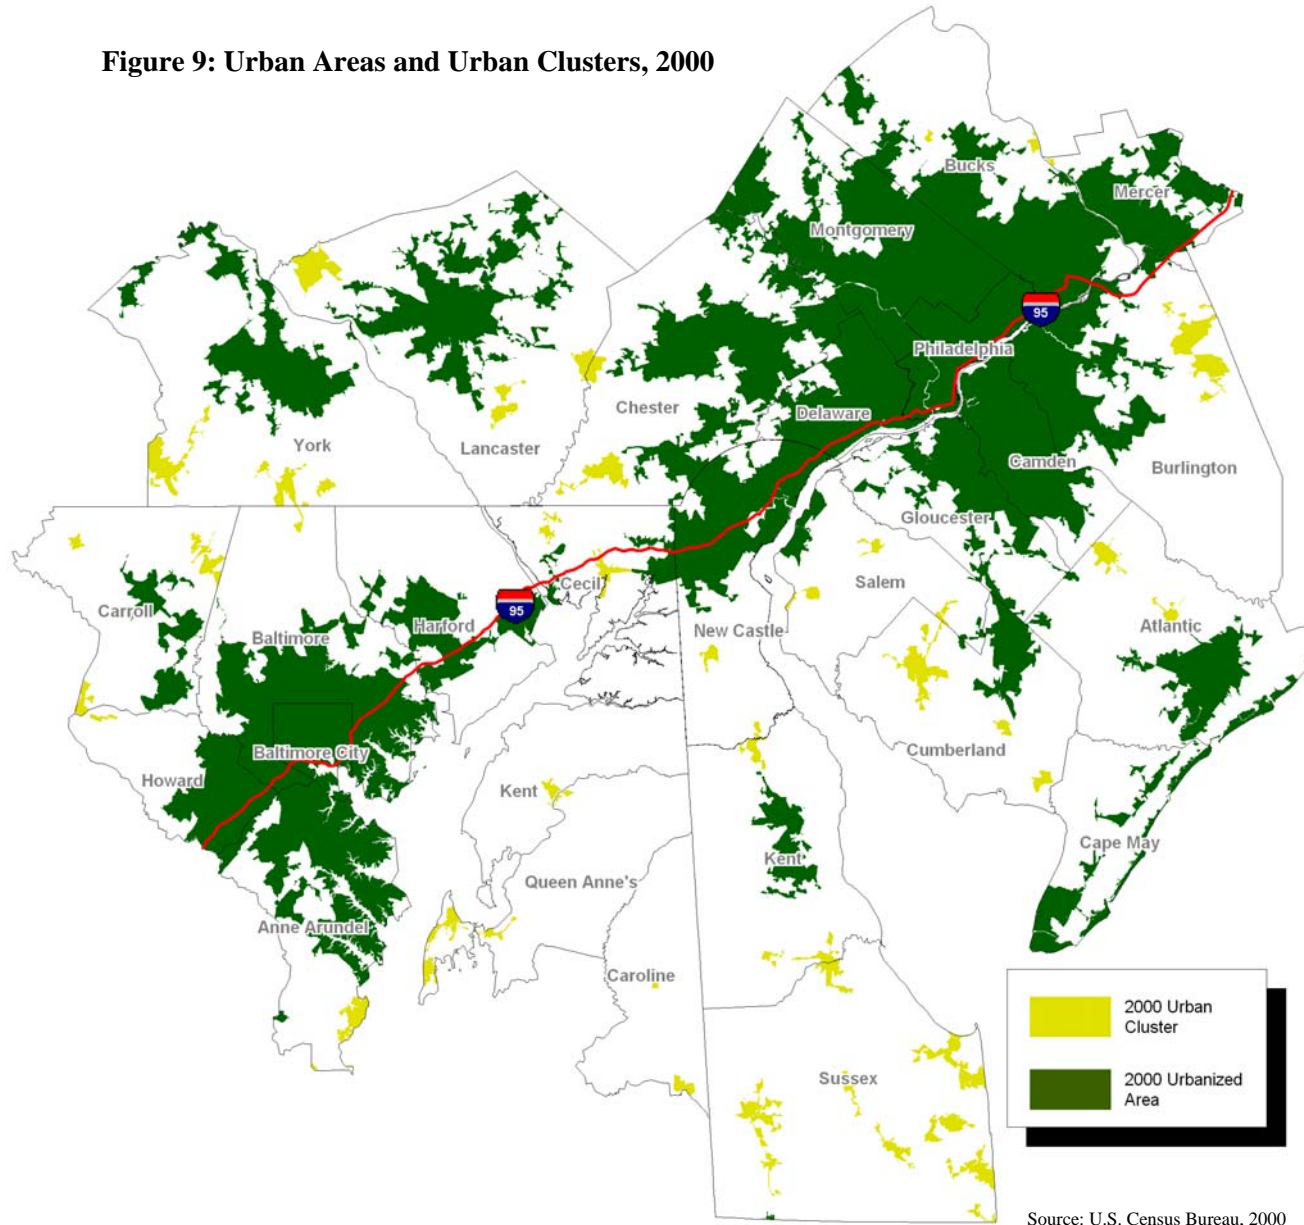 Figure 9: Urban Areas and Urban Clusters, 2000
Bucks
Mercer
Montgomery
95
Philadelphia
Chester
Delaware
York
Lancaster
Camden
Burlington
Gloucester
Cecil
Salem
Carroll
95
Harford
Baltimore
New Castle
Atlantic
Baltimore City
Cumberland
Howard
Kent
Cape May
Kent
Queen Anne's
Anne Arundel
Caroline
Sussex
2000 Urban
Cluster
2000 Urbanized
Area
Source: U.S. Census Bureau, 2000